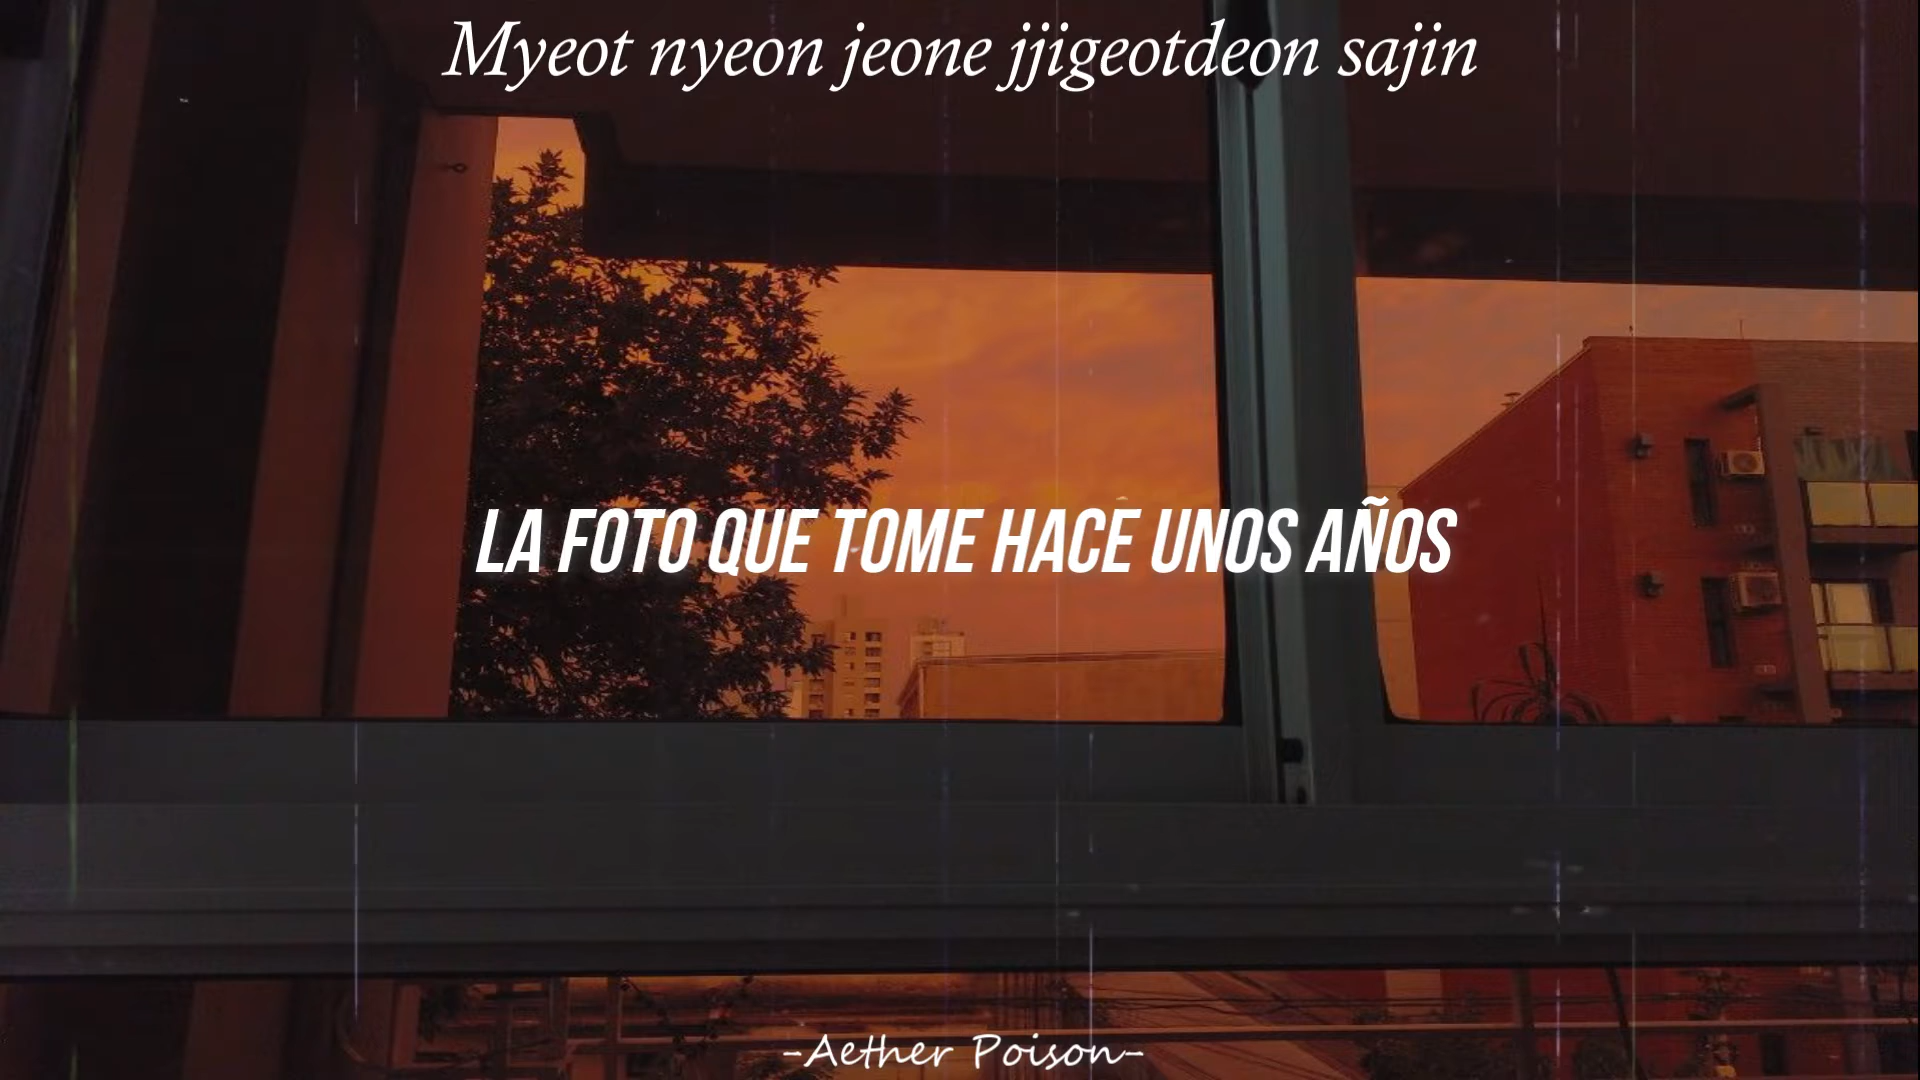 Myeot nyeon jeone jjigeotdeon sajin
LA FOTO QUE TOME HACE UNOS AÑOS
-Aether Poison-